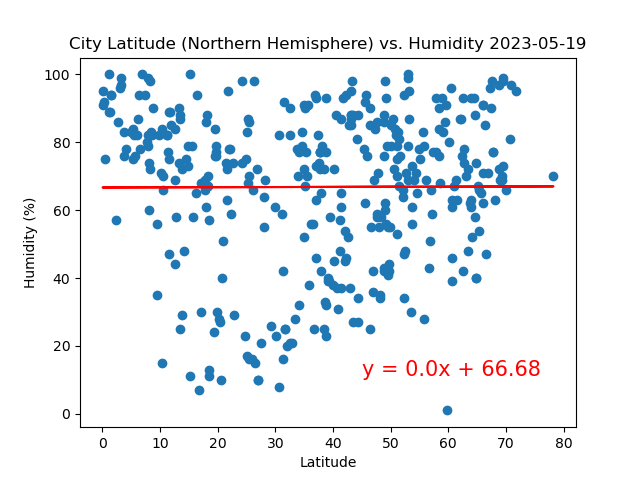 City Latitude (Northern Hemisphere) vs. Humidity 2023-05-19
Humidity (%)
100
80
60
40
20
0
y = 0.0x + 66.68
0 10 20 30 40 50 60 70 80
Latitude